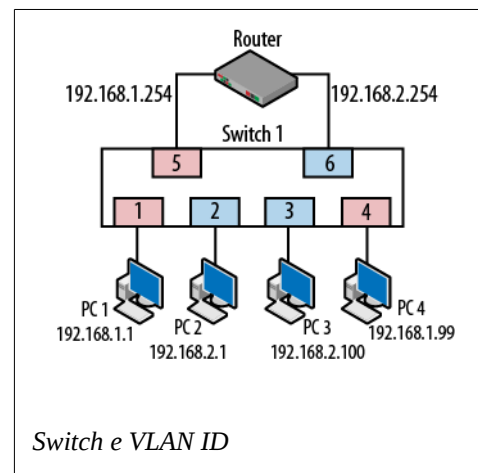 Router
192.168.1.254
192.168.2.254
Switch 1
5
6
1
2
3
4
PC 1
192.168.1.1
PC 2
192.168.2.1
PC 3
192.168.2.100
PC 4
192.168.1.99
Switch e VLAN ID